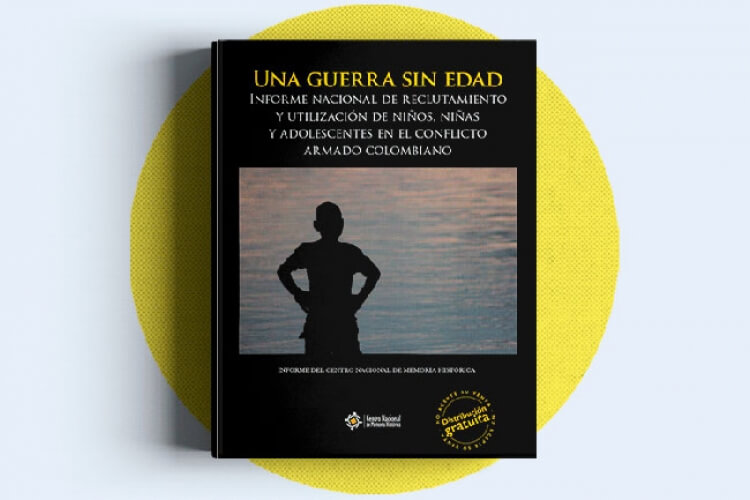 UNA GUERRA SIN EDAD
INFORME NACIONAL DE RECLUTAMIENTO
Y UTILIZACIÓN DE NIÑOS, NIÑAS
Y ADOLESCENTES EN EL CONFLICTO
ARMADO COLOMBIANO
INFORME DEL CENTRO NACIONAL DE MEMORIA HISTÓRICA
Centro Nacional
de Memoria Histórica
Distribución
gratuita